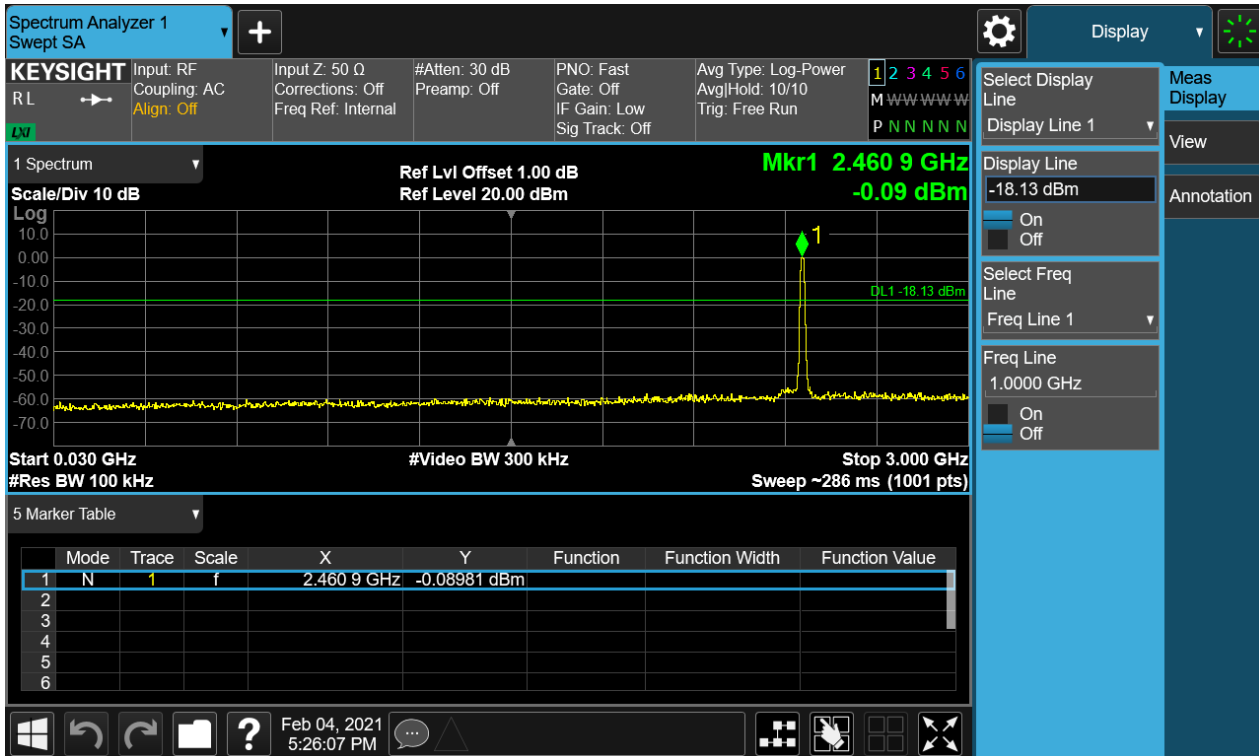 Spectrum Analyzer 1
Swept SA
+
Display
KEYSIGHT
RL
LXI
Input: RF
Coupling: AC
Align: Off
Input Z: 50 Ω
Corrections: Off
Freq Ref: Internal
#Atten: 30 dB
Preamp: Off
PNO: Fast
Gate: Off
IF Gain: Low
Sig Track: Off
Avg Type: Log-Power
Avg|Hold: 10/10
Trig: Free Run
1 2 3 4 5 6
M W W W W W
P N N N N N
1 Spectrum
Scale/Div 10 dB
Ref Lvl Offset 1.00 dB
Ref Level 20.00 dBm
Mkr1 2.460 9 GHz
-0.09 dBm
Log
10.0
0.00
-10.0
-20.0
-30.0
-40.0
-50.0
-60.0
-70.0
1
DL1 -18.13 dBm
Start 0.030 GHz
#Video BW 300 kHz
Stop 3.000 GHz
#Res BW 100 kHz
Sweep ~286 ms (1001 pts)
5 Marker Table
Mode Trace Scale X Y Function Function Width Function Value
1 N 1 f 2.460 9 GHz -0.08981 dBm
2
3
4
5
6
Select Display
Line
Display Line 1
Display Line
-18.13 dBm
On
Off
Select Freq
Line
Freq Line 1
Freq Line
1.0000 GHz
On
Off
Meas
Display
View
Annotation
?
Feb 04, 2021
5:26:07 PM